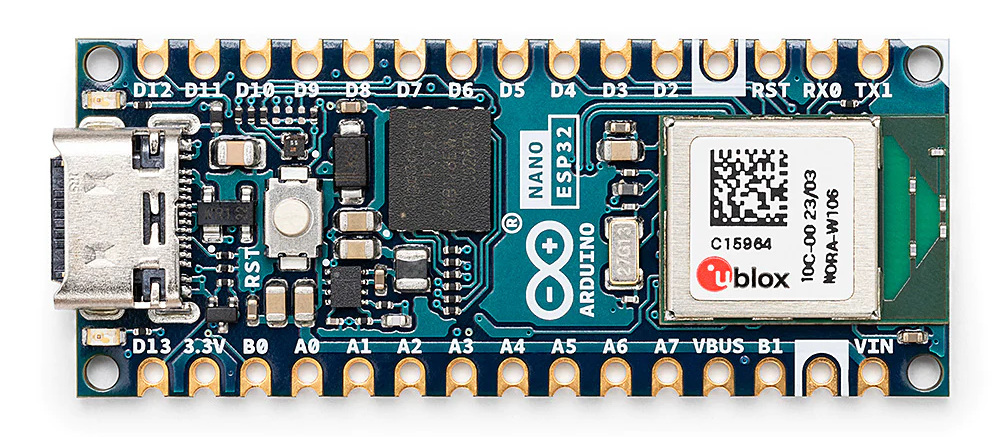 D12 D11 D10 D9 D8 D7 D6 D5 D4 D3 D2 RST RX0 TX1
NANO
ESP32
®
ARDUINO
RST
27G13
C15964
ublox
10C-00 23/03
NORA-W106
D13 3.3V B0 A0 A1 A2 A3 A4 A5 A6 A7 VBUS B1 VIN